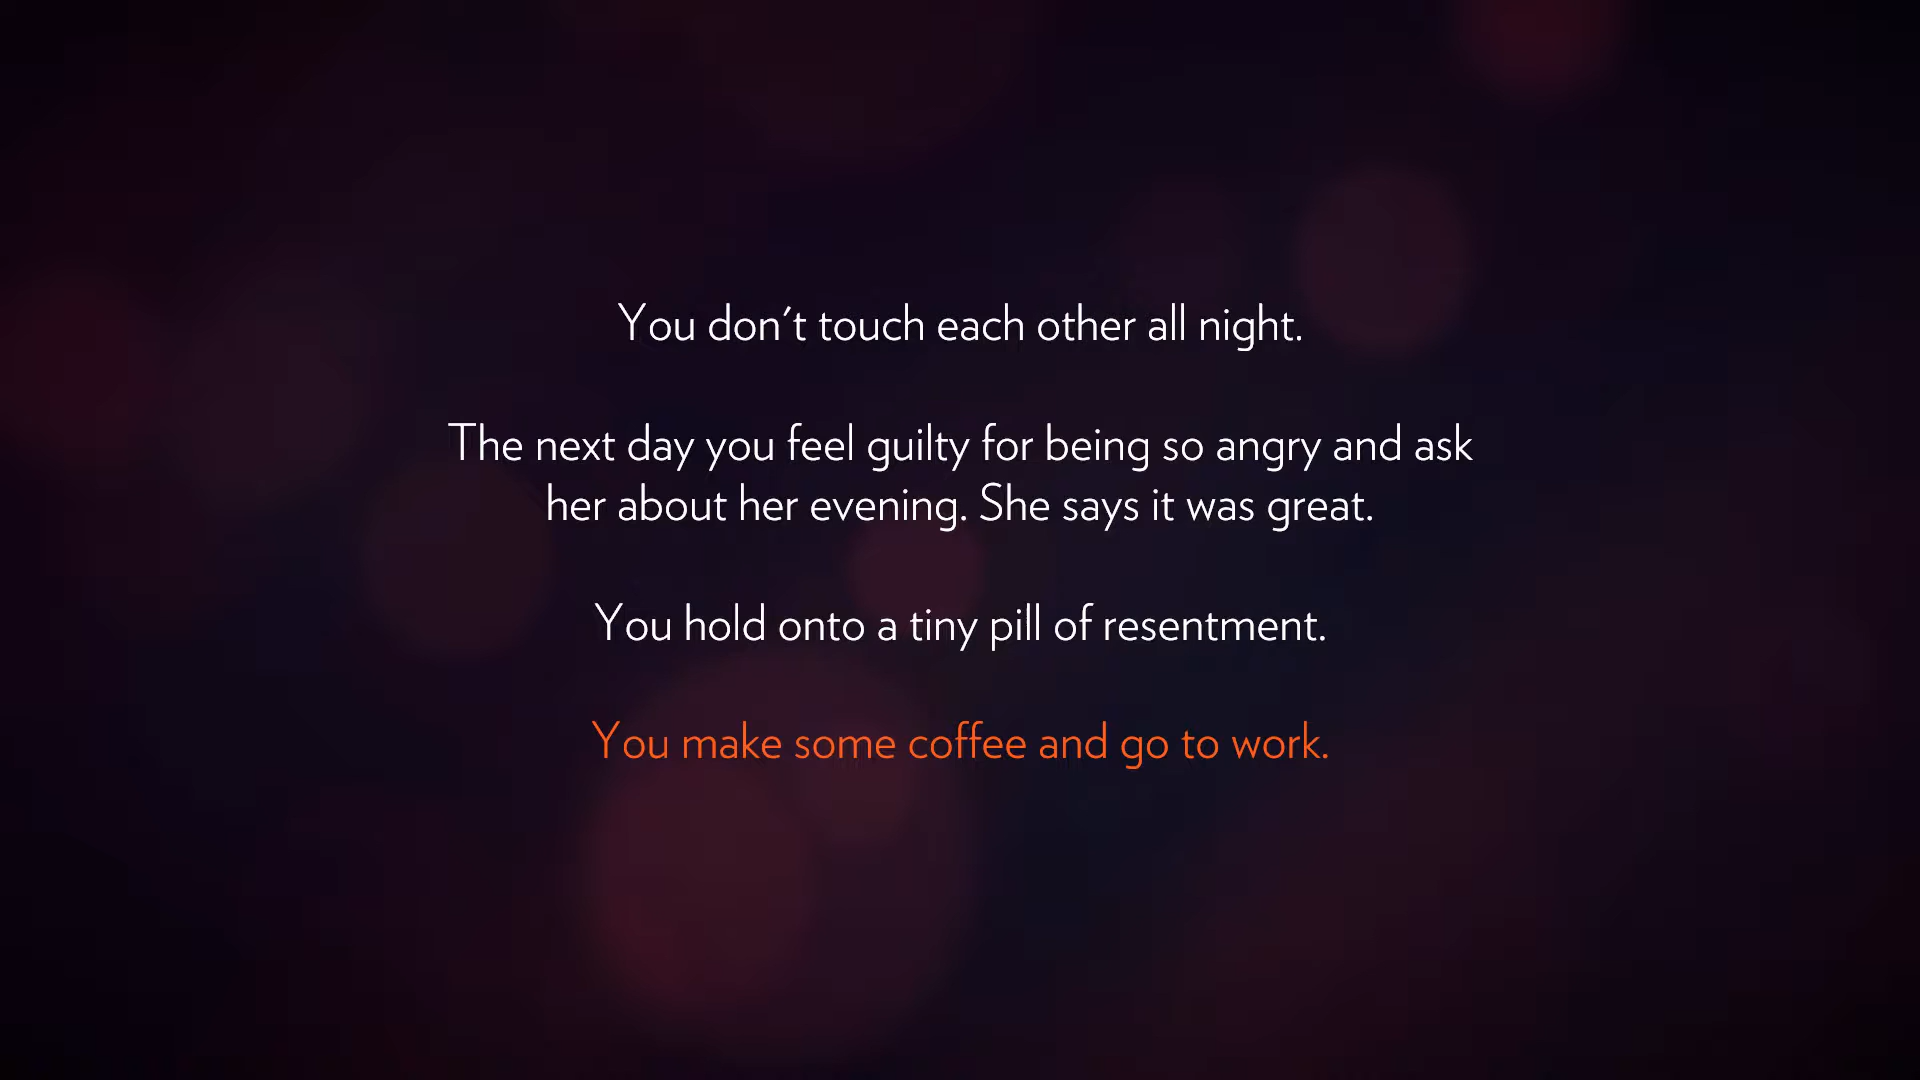 You don't touch each other all night.
The next day you feel guilty for being so angry and ask
her about her evening. She says it was great.
You hold onto a tiny pill of resentment.
You make some coffee and go to work.